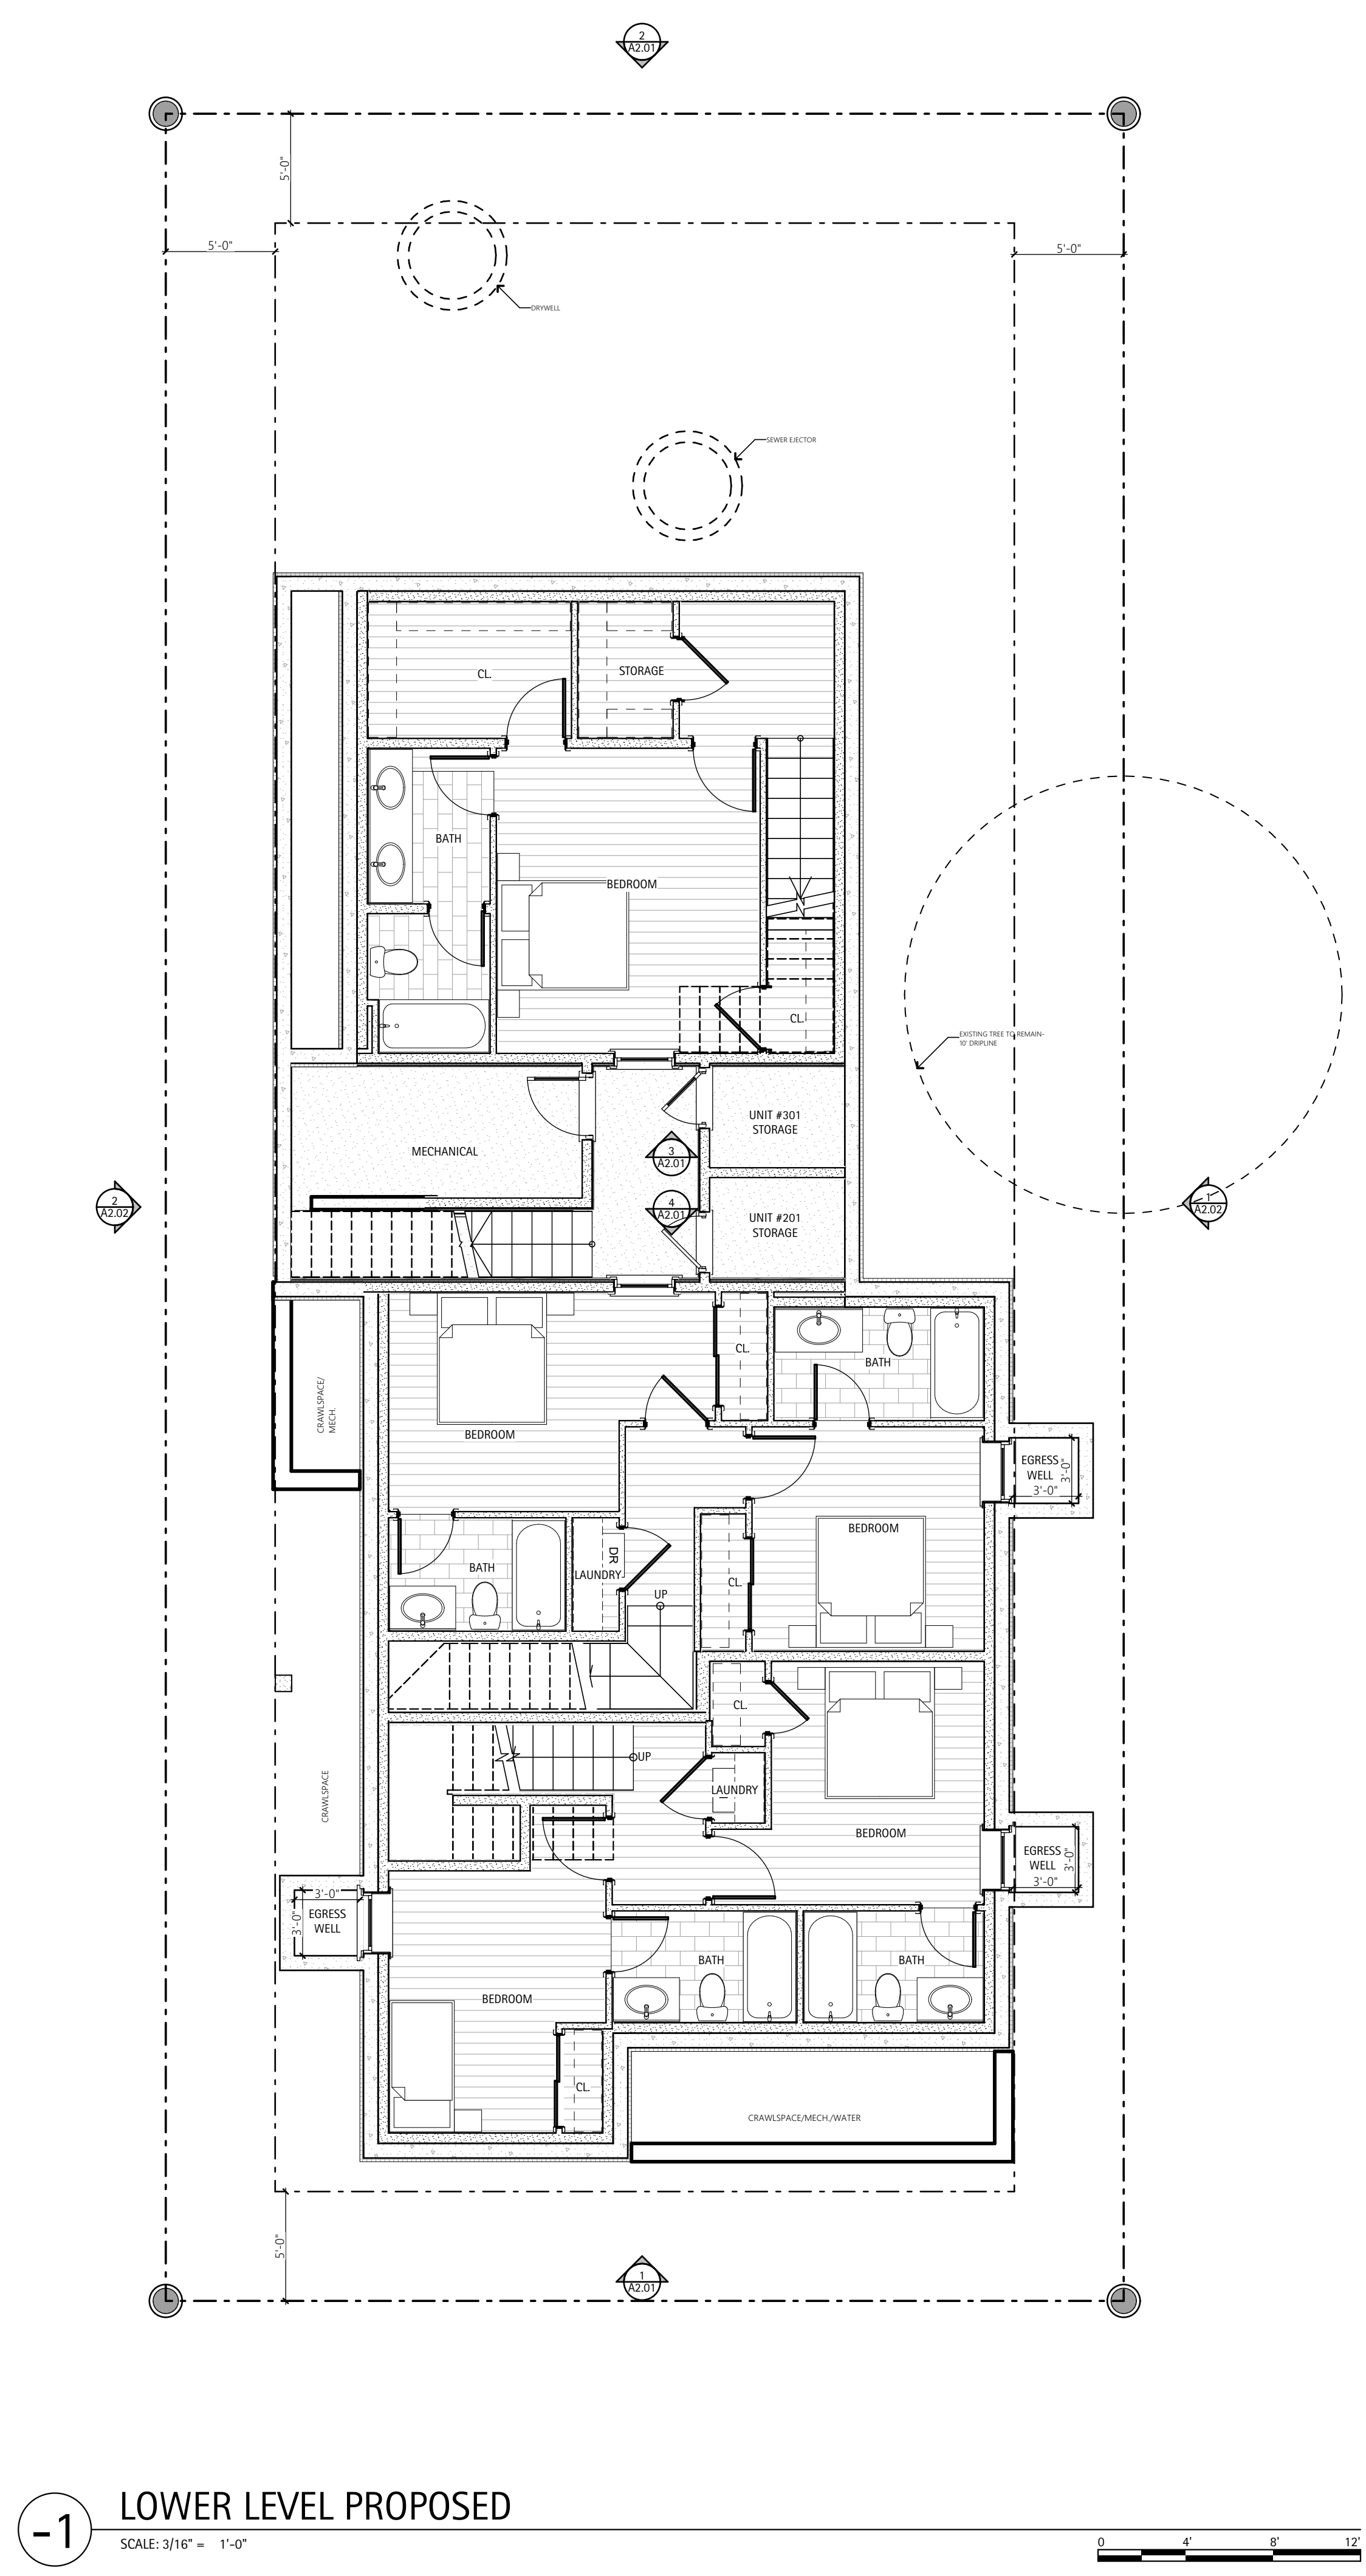 2
A2.01
5'-0"
5'-0"
5'-0"
DRYWELL
SEWER EJECTOR
CL.
STORAGE
BATH
BEDROOM
CL.
EXISTING TREE TO REMAIN-
10' DRIPLINE
UNIT #301
STORAGE
MECHANICAL
3
A2.01
2
A2.02
4
A2.01
1
A2.02
UNIT #201
STORAGE
CL.
BATH
CRAWLSPACE/
MECH.
BEDROOM
EGRESS
WELL
3'-0"
3'-0"
BEDROOM
BATH
DR
LAUNDRY
CL.
UP
CL.
UP
LAUNDRY
CRAWLSPACE
BEDROOM
EGRESS
WELL
3'-0"
3'-0"
3'-0"
3'-0"
EGRESS
WELL
BATH
BATH
BEDROOM
CL.
CRAWLSPACE/MECH./WATER
5'-0"
1
A2.01
-1
LOWER LEVEL PROPOSED
SCALE: 3/16" = 1'-0"
0 4' 8' 12'